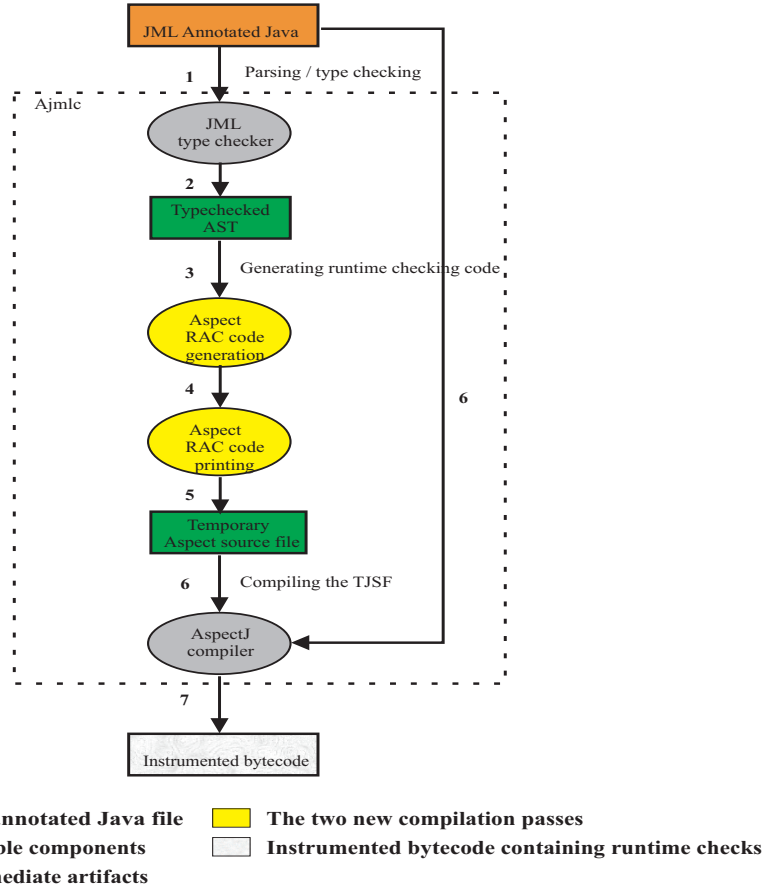 JML Annotated Java
1
Parsing / type checking
Ajmlc
JML
type checker
2
Typechecked
AST
3
Generating runtime checking code
Aspect
RAC code
generation
4
6
Aspect
RAC code
printing
5
Temporary
Aspect source file
6
Compiling the TJSF
AspectJ
compiler
7
Instrumented bytecode
Java file
The two new compilation passes
components
Instrumented bytecode containing runtime checks
artifacts